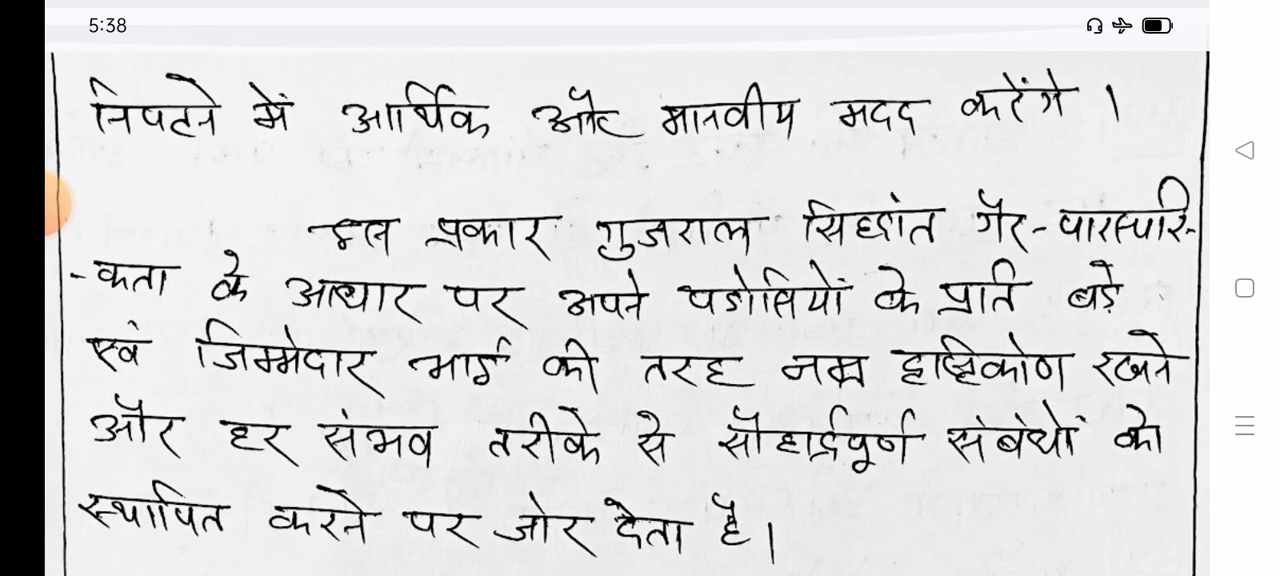 5:38
निपटने में आर्थिक और मानवीय मदद करेंगे ।
इस प्रकार गुजराल सिद्धांत गैर-पारस्परि-
-कता के आधार पर अपने पडोसियों के प्रति बड़े
एवं जिम्मेदार भाई की तरह नम्र दृष्टिकोण रखने
और हर संभव तरीके से सौहार्दपूर्ण संबंधों को
स्थापित करने पर जोर देता है।